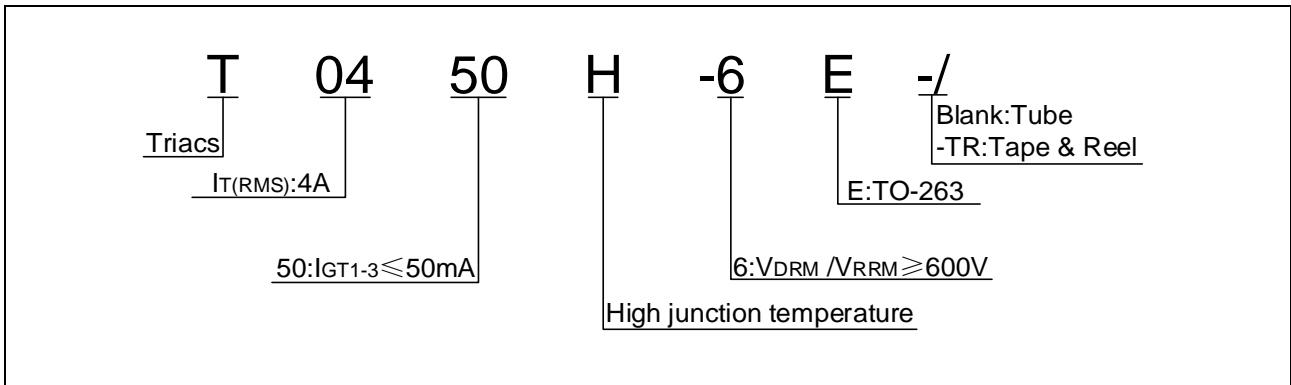 T 04 50 H -6 E -/
Blank:Tube
Triacs
-TR:Tape & Reel
IT(RMS):4A
E:TO-263
50:IGT1-3≤50mA
6:VDRM /VRRM≥600V
High junction temperature